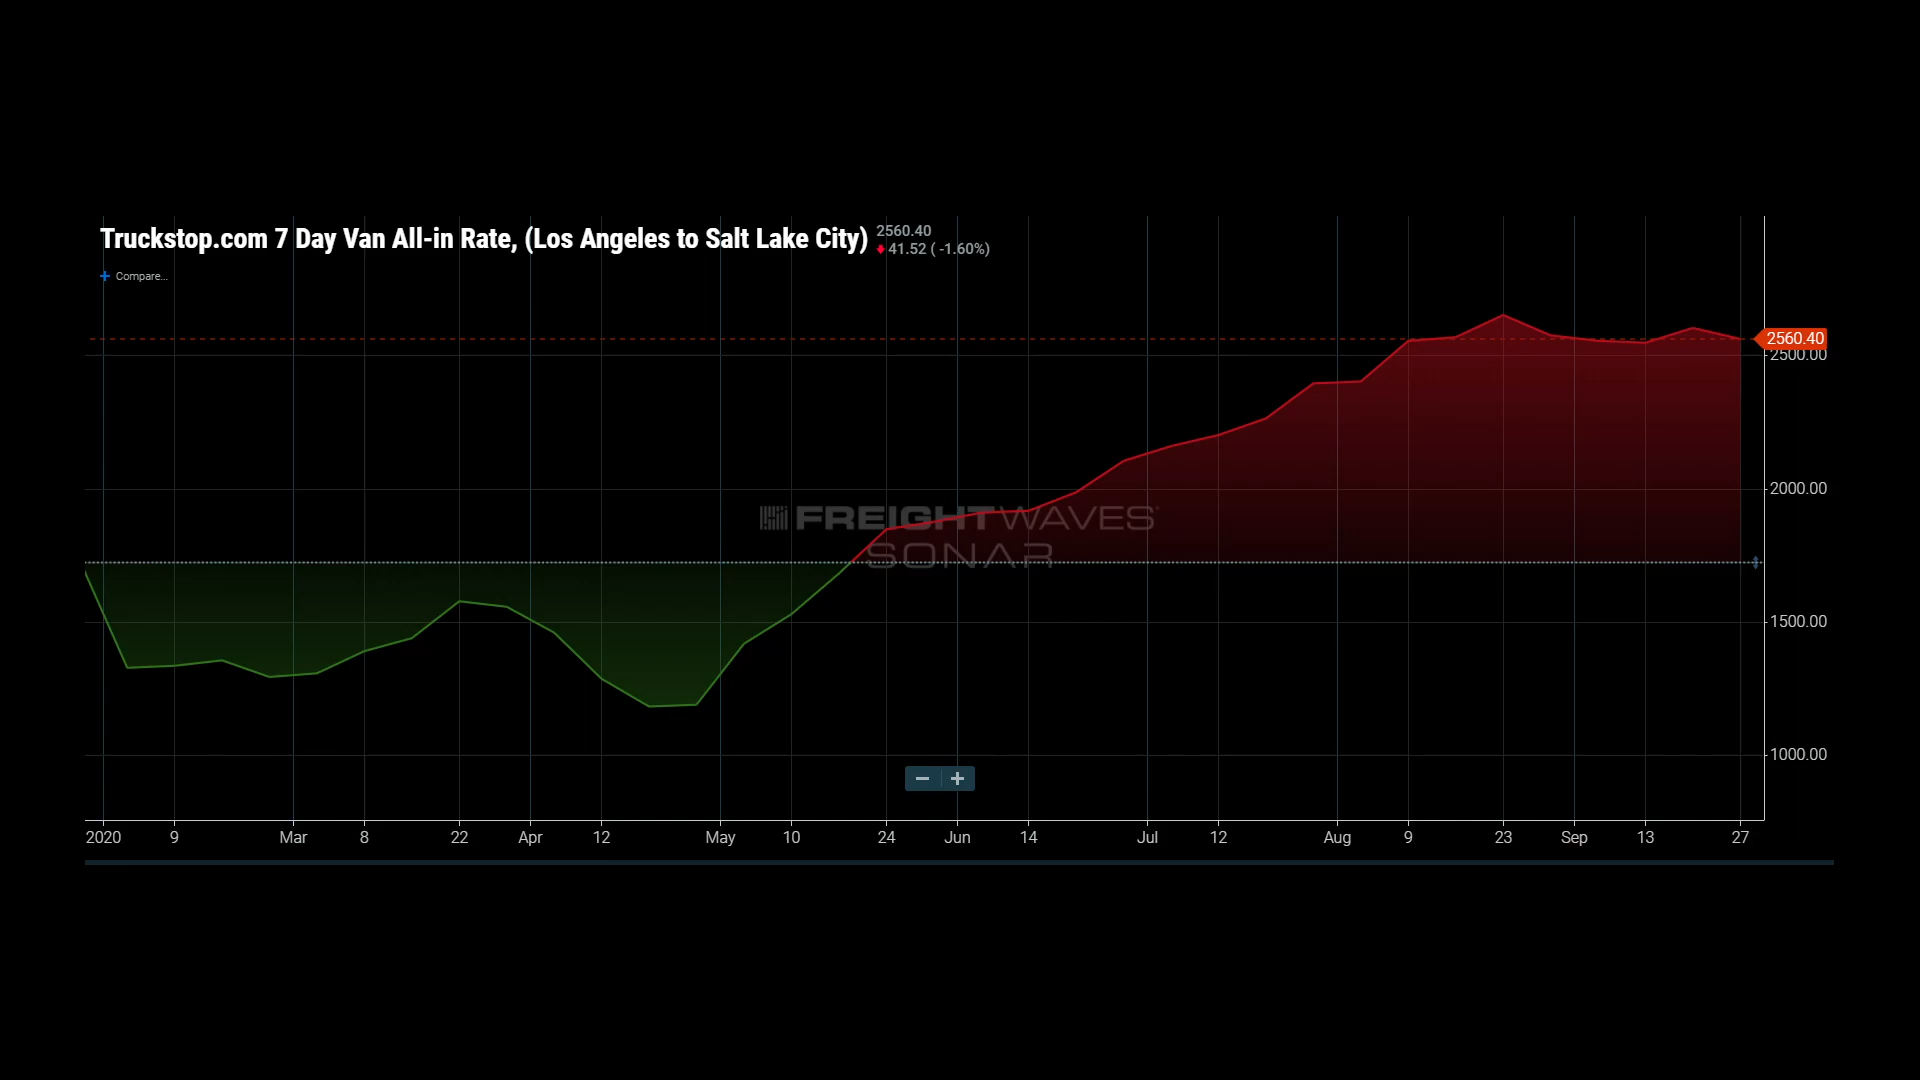 Truckstop.com 7 Day Van All-in Rate, (Los Angeles to Salt Lake City)
2560.40
41.52 ( -1.60%)
+ Compare...
2560.40
2500.00
2000.00
FREIGHTWAVES
SONAR
1500.00
1000.00
− +
2020 9 Mar 8 22 Apr 12 May 10 24 Jun 14 Jul 12 Aug 9 23 Sep 13 27